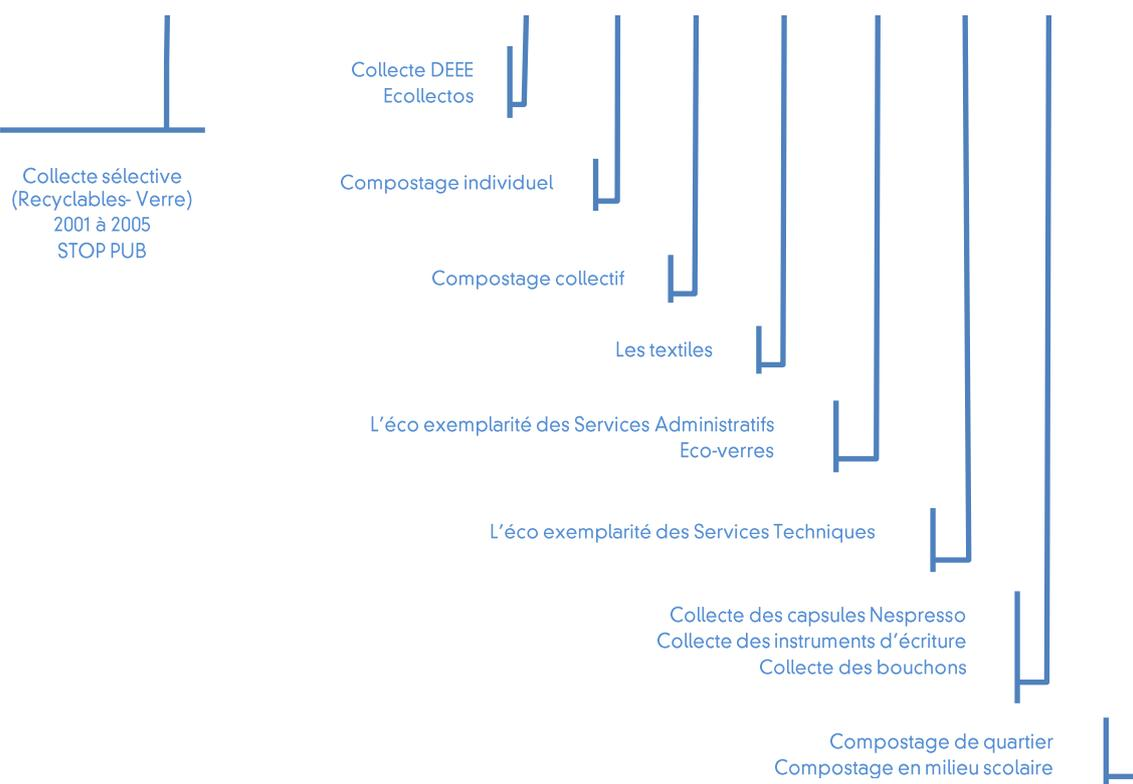 Collecte DEEE
Ecollectos
Collecte sélective
(Recyclables- Verre)
2001 à 2005
STOP PUB
Compostage individuel
Compostage collectif
Les textiles
L'éco exemplarité des Services Administratifs
Eco-verres
L'éco exemplarité des Services Techniques
Collecte des capsules Nespresso
Collecte des instruments d'écriture
Collecte des bouchons
Compostage de quartier
Compostage en milieu scolaire